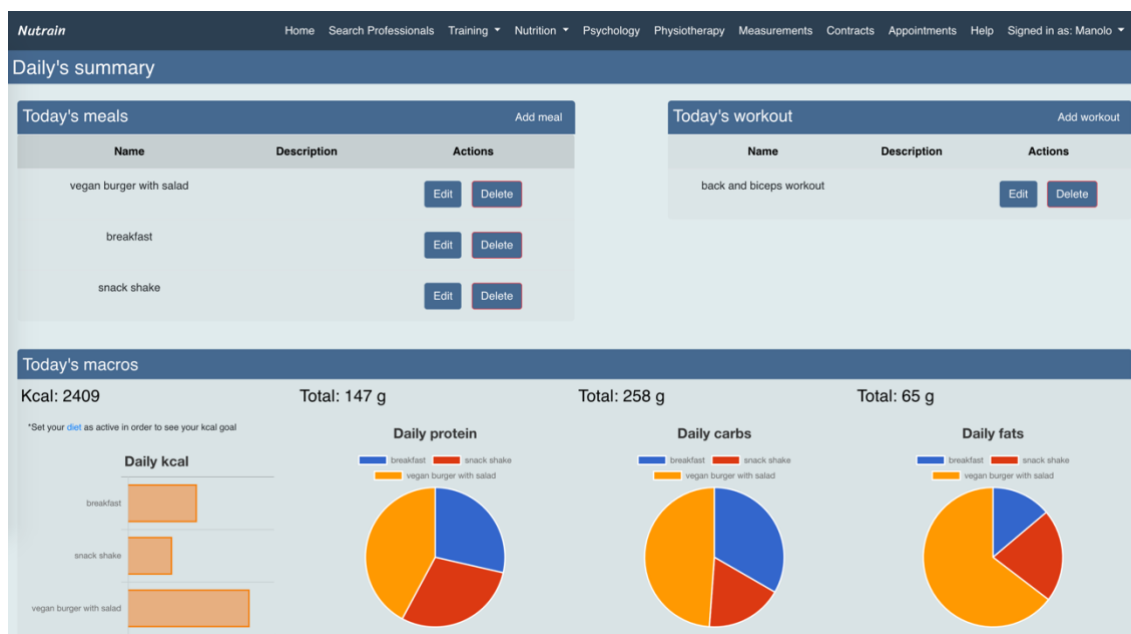 Nutrain
Home Search Professionals Training Nutrition Psychology Physiotherapy Measurements Contracts Appointments Help Signed in as: Manolo
Daily's summary
Today's meals Add meal
Name Description Actions
vegan burger with salad Edit Delete
breakfast Edit Delete
snack shake Edit Delete
Today's workout Add workout
Name Description Actions
back and biceps workout Edit Delete
Today's macros
Kcal: 2409
*Set your diet as active in order to see your kcal goal
Daily kcal
breakfast
snack shake
vegan burger with salad
Total: 147 g
Daily protein
breakfast snack shake
vegan burger with salad
Total: 258 g
Daily carbs
breakfast snack shake
vegan burger with salad
Total: 65 g
Daily fats
breakfast snack shake
vegan burger with salad